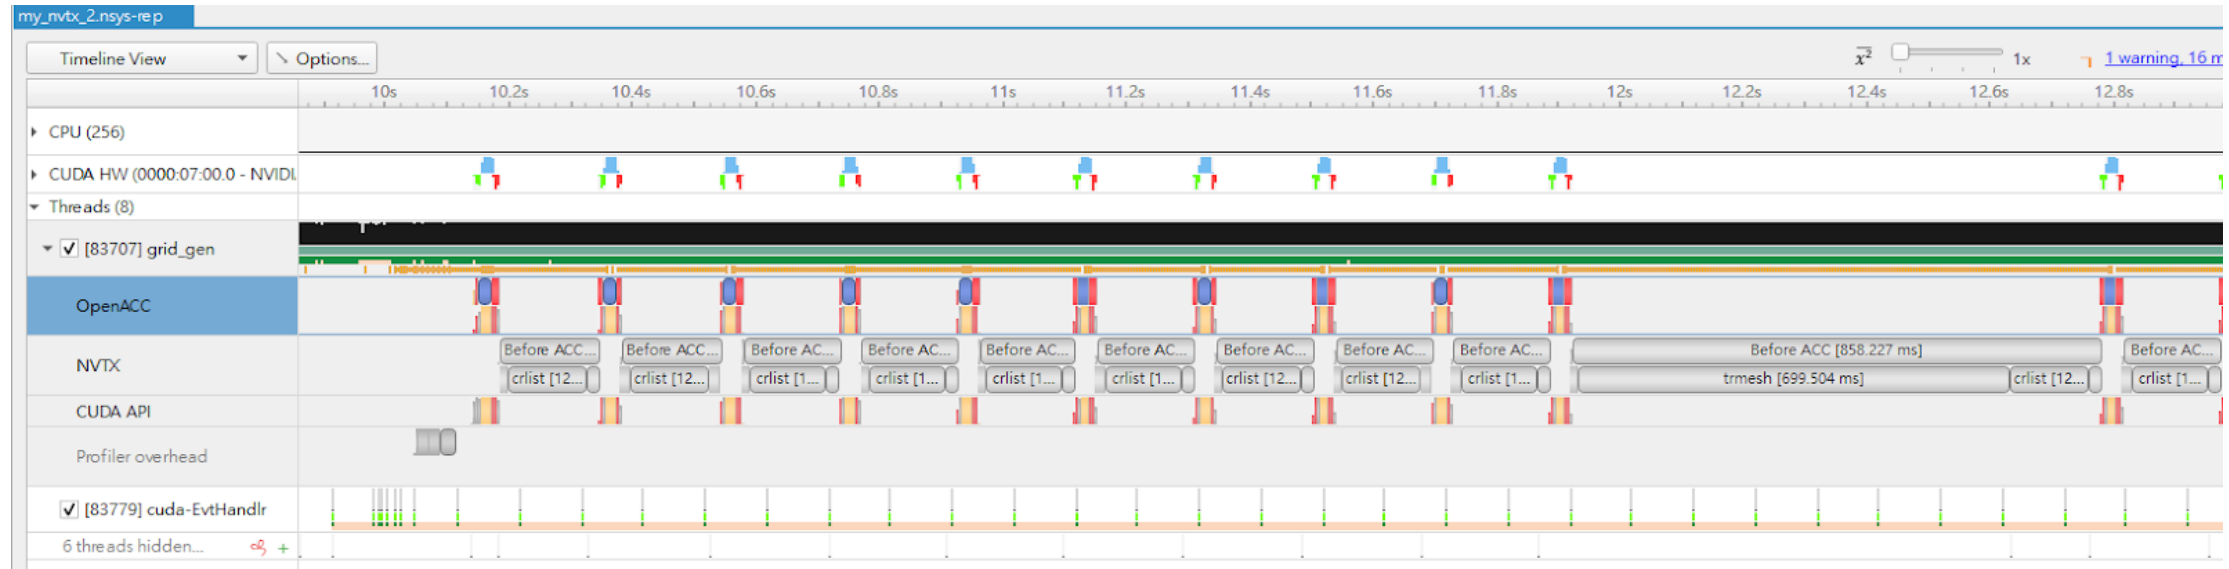 my_nvtx_2.nsys-rep
Timeline View Options... 1x 1 warning, 16 m
10s 10.2s 10.4s 10.6s 10.8s 11s 11.2s 11.4s 11.6s 11.8s 12s 12.2s 12.4s 12.6s 12.8s
CPU (256)
CUDA HW (0000:07:00.0 - NVIDI
Threads (8)
[83707] grid_gen
OpenACC
NVTX
Before ACC... Before ACC... Before AC... Before AC... Before AC... Before AC... Before AC... Before AC... Before AC... Before ACC [858.227 ms] Before AC...
crlist [12... crlist [12... crlist [1... crlist [1... crlist [1... crlist [1... crlist [12... crlist [12... crlist [1... trmesh [699.504 ms] crlist [12... crlist [1...
CUDA API
Profiler overhead
[83779] cuda-EvtHandlr
6 threads hidden... +